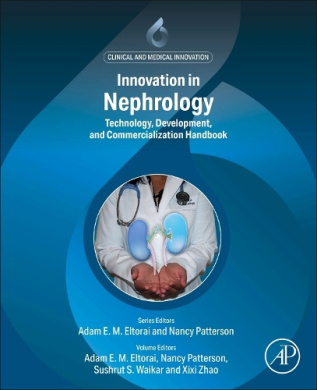 CLINICAL AND MEDICAL INNOVATION
Innovation in
Nephrology
Technology, Development,
and Commercialization Handbook
Series Editors
Adam E. M. Eltorai and Nancy Patterson
Volume Editors
Adam E. M. Eltorai, Nancy Patterson,
Sushrut S. Waikar and Xixi Zhao
AP